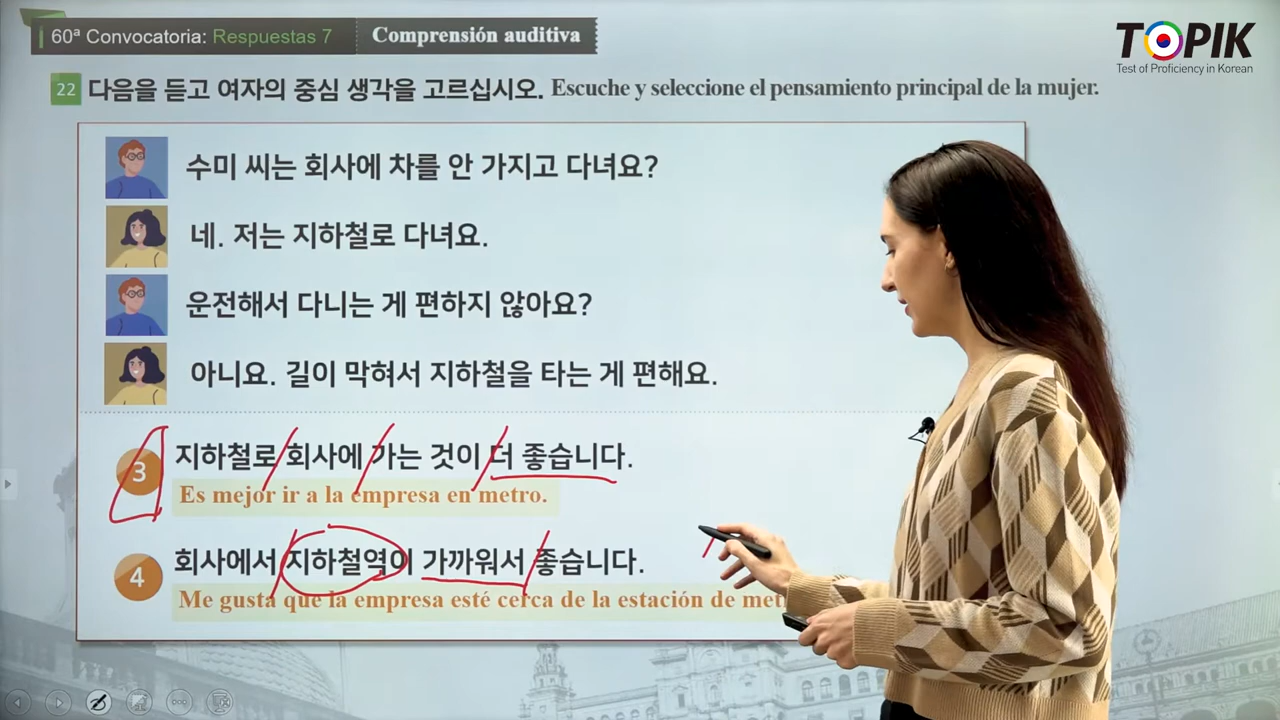 60ª Convocatoria: Respuestas 7 Comprensión auditiva
TOPIK
Test of Proficiency in Korean
22 다음을 듣고 여자의 중심 생각을 고르십시오. Escuche y seleccione el pensamiento principal de la mujer.
수미 씨는 회사에 차를 안 가지고 다녀요?
네. 저는 지하철로 다녀요.
운전해서 다니는 게 편하지 않아요?
아니요. 길이 막혀서 지하철을 타는 게 편해요.
3 지하철로 회사에 가는 것이 더 좋습니다.
Es mejor ir a la empresa en metro.
4 회사에서 지하철역이 가까워서 좋습니다.
Me gusta que la empresa esté cerca de la estación de